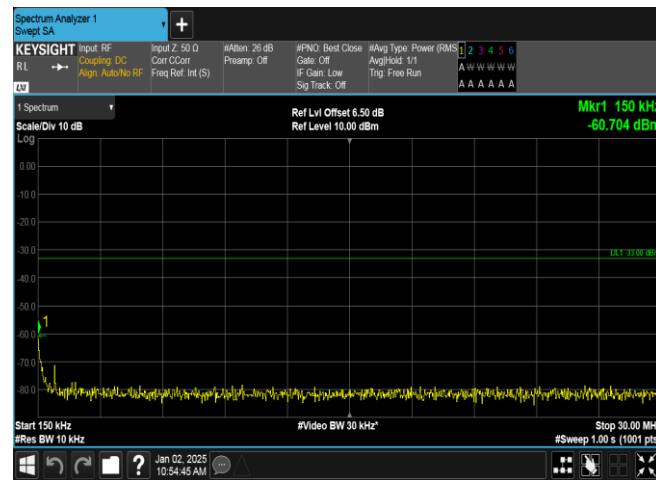 Spectrum Analyzer 1
Swept SA
+
KEYSIGHT
RL
LXI
Input: RF
Coupling: DC
Align: Auto/No RF
Input Z: 50 Ω
Corr CCorr
Freq Ref: Int (S)
#Atten: 26 dB
Preamp: Off
#PNO: Best Close
Gate: Off
IF Gain: Low
Sig Track: Off
#Avg Type: Power (RMS
Avg|Hold: 1/1
Trig: Free Run
1 2 3 4 5 6
A W W W W W
A A A A A A
1 Spectrum
Scale/Div 10 dB
Log
Ref Lvl Offset 6.50 dB
Ref Level 10.00 dBm
Mkr1 150 kHz
-60.704 dBm
0.00
-10.0
-20.0
-30.0
DL1 -33.00 dBm
-40.0
-50.0
1
-60.0
-70.0
-80.0
Start 150 kHz
#Res BW 10 kHz
#Video BW 30 kHz*
Stop 30.00 MH
#Sweep 1.00 s (1001 pts
?
Jan 02, 2025
10:54:45 AM